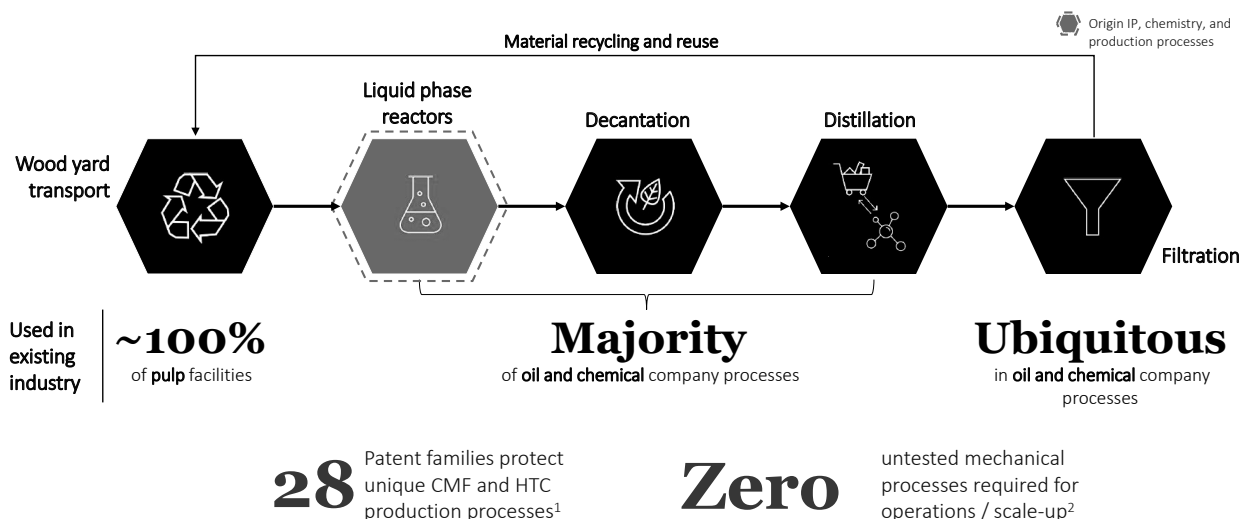 Origin IP, chemistry, and
production processes
Material recycling and reuse
Liquid phase
reactors
Decantation
Distillation
Wood yard
transport
Filtration
Used in
existing
industry
~100%
of pulp facilities
Majority
of oil and chemical company processes
Ubiquitous
in oil and chemical company
processes
28
Patent families protect
unique CMF and HTC
production processes¹
Zero
untested mechanical
processes required for
operations / scale-up²